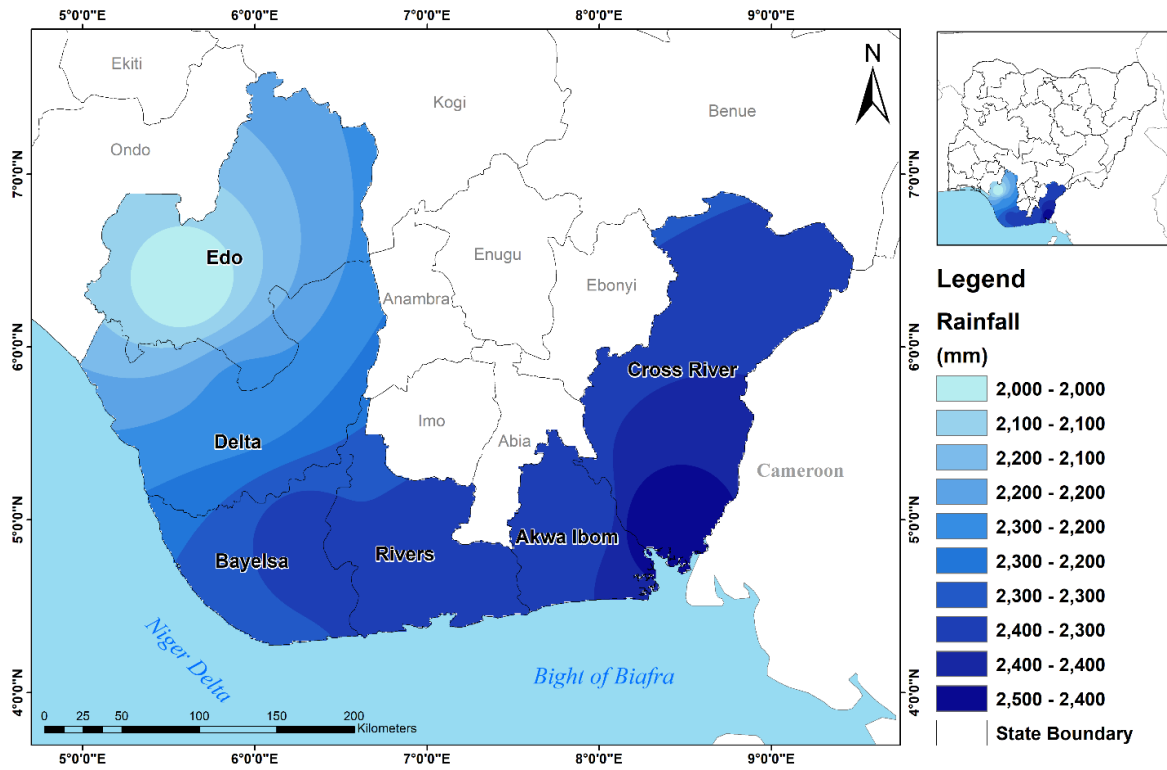 5°0'0"E 6°0'0"E 7°0'0"E 8°0'0"E 9°0'0"E
N
Ekiti
Kogi
Benue
Ondo
7°0'0"N
7°0'0"N
Edo
Enugu
Ebonyi
Anambra
6°0'0"N
6°0'0"N
Cross River
Imo
Abia
Delta
Cameroon
5°0'0"N
5°0'0"N
Akwa Ibom
Rivers
Bayelsa
Niger Delta
Bight of Biafra
4°0'0"N
4°0'0"N
0 25 50 100 150 200
Kilometers
5°0'0"E 6°0'0"E 7°0'0"E 8°0'0"E 9°0'0"E
Legend
Rainfall
(mm)
2,000 - 2,000
2,100 - 2,100
2,200 - 2,100
2,200 - 2,200
2,300 - 2,200
2,300 - 2,200
2,300 - 2,300
2,400 - 2,300
2,400 - 2,400
2,500 - 2,400
State Boundary